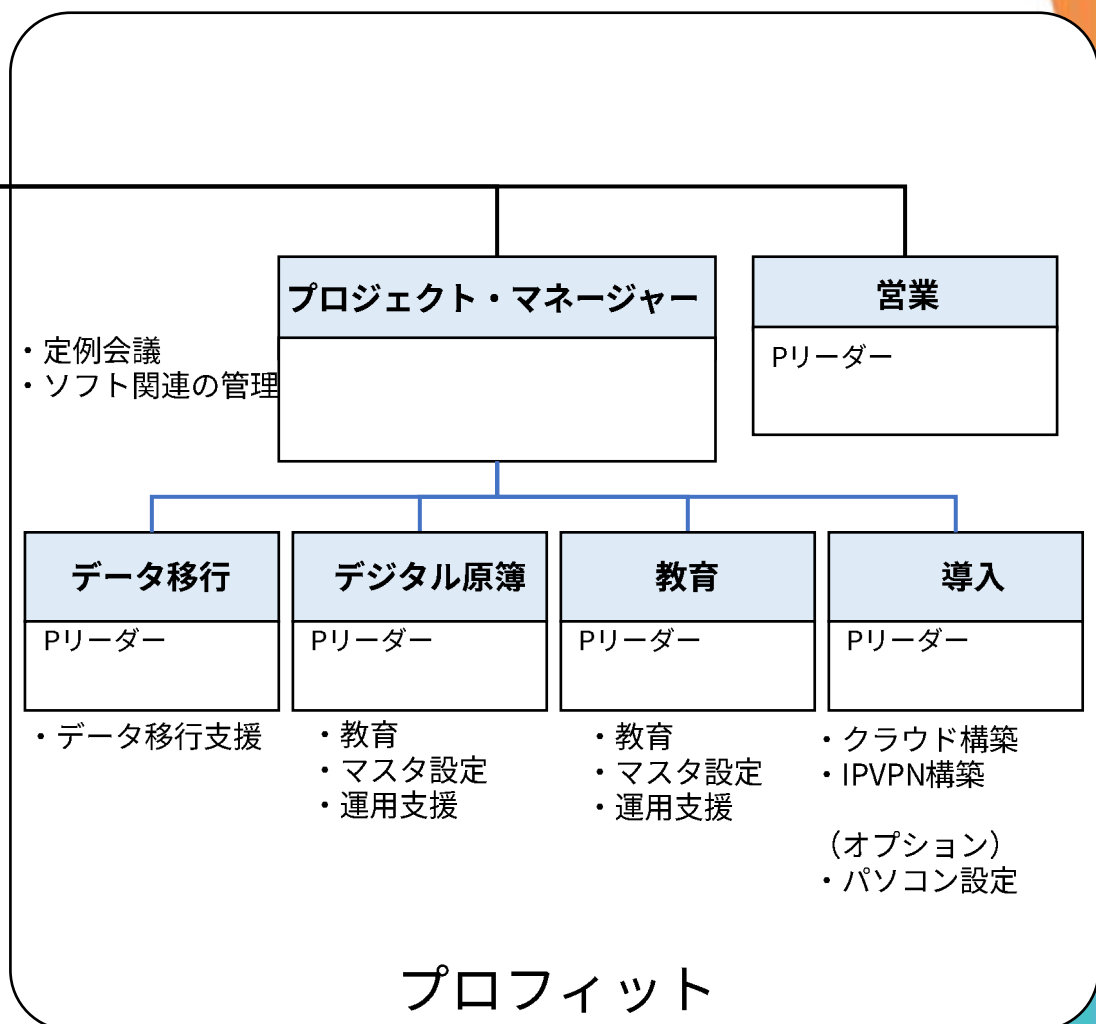 プロジェクト・マネージャー
営業
・定例会議
・ソフト関連の管理
Pリーダー
データ移行
デジタル原簿
教育
導入
Pリーダー
Pリーダー
Pリーダー
Pリーダー
・データ移行支援
・教育
・マスタ設定
・運用支援
・教育
・マスタ設定
・運用支援
・クラウド構築
・IPVPN構築
（オプション）
・パソコン設定
プロフィット